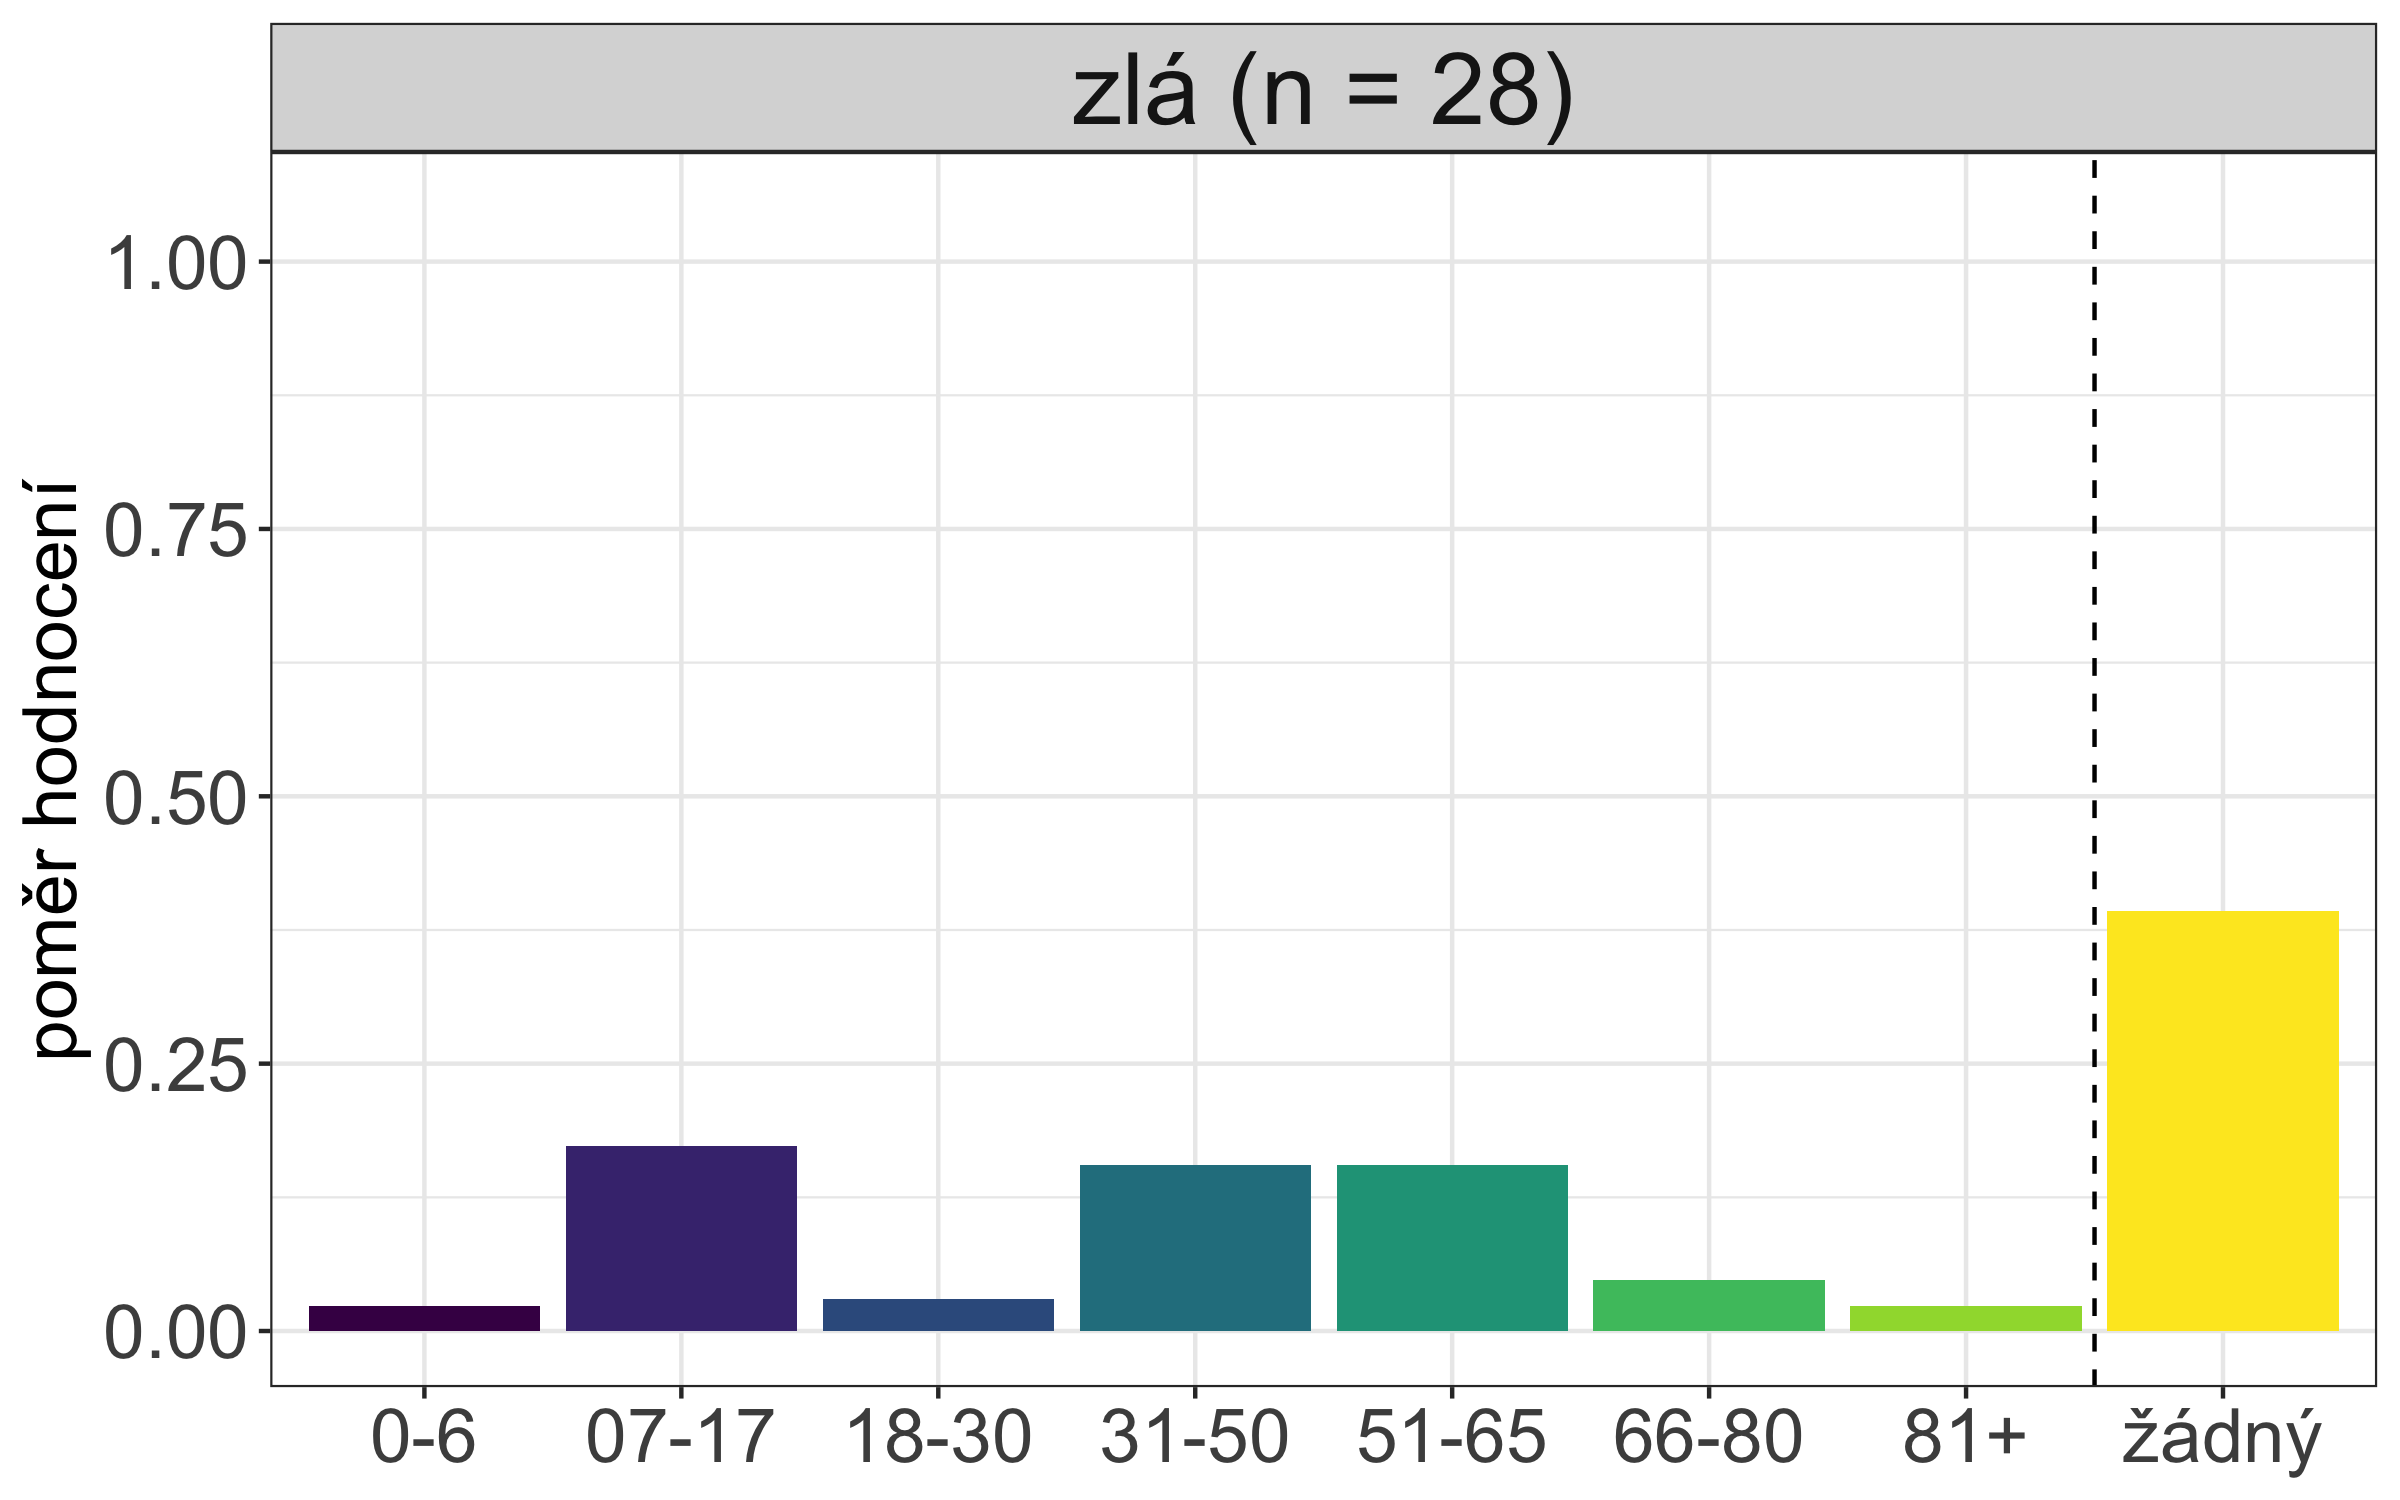 zlá (n = 28)
poměr hodnocení
1.00
0.75
0.50
0.25
0.00
0-6 07-17 18-30 31-50 51-65 66-80 81+ žádný